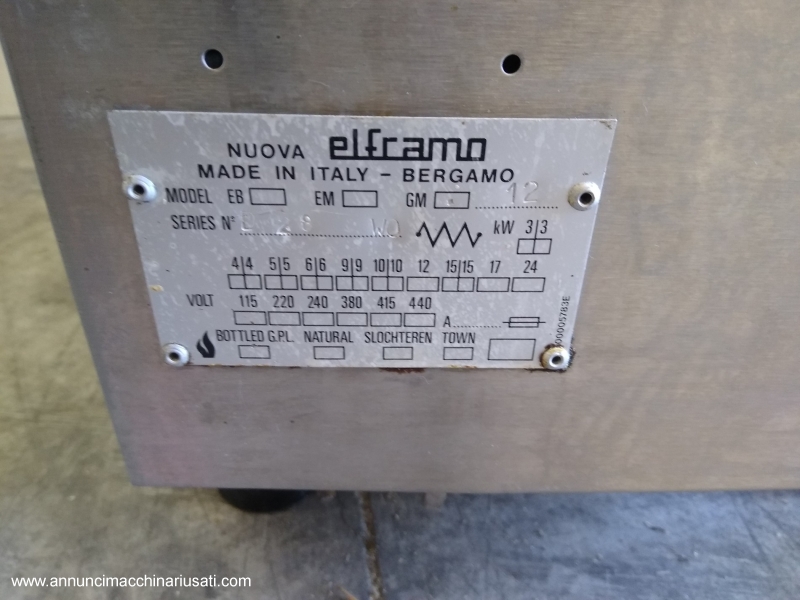 NUOVA elframo
MADE IN ITALY - BERGAMO
MODEL EB EM GM 12
SERIES N° WO kW 3|3
4|4 5|5 6|6 9|9 10|10 12 15|15 17 24
VOLT 115 220 240 380 415 440
A
BOTTLED G.P.L. NATURAL SLOCHTEREN TOWN
00005783E
www.annuncimacchinariusati.com